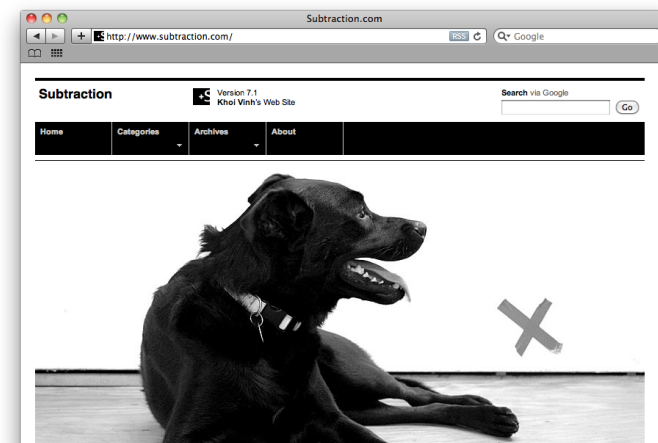 Subtraction.com
http://www.subtraction.com/
RSS
Google
Subtraction
+S
Version 7.1
Khoi Vinh's Web Site
Search via Google
Go
Home
Categories
Archives
About